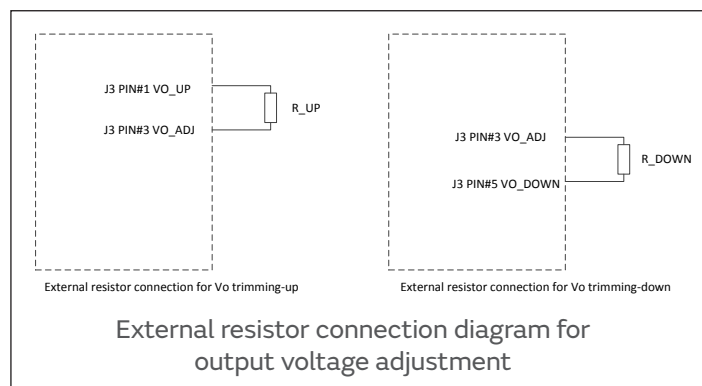 J3 PIN#1 VO_UP
R_UP
J3 PIN#3 VO_ADJ
External resistor connection for Vo trimming-up
J3 PIN#3 VO_ADJ
R_DOWN
J3 PIN#5 VO_DOWN
External resistor connection for Vo trimming-down
External resistor connection diagram for
output voltage adjustment